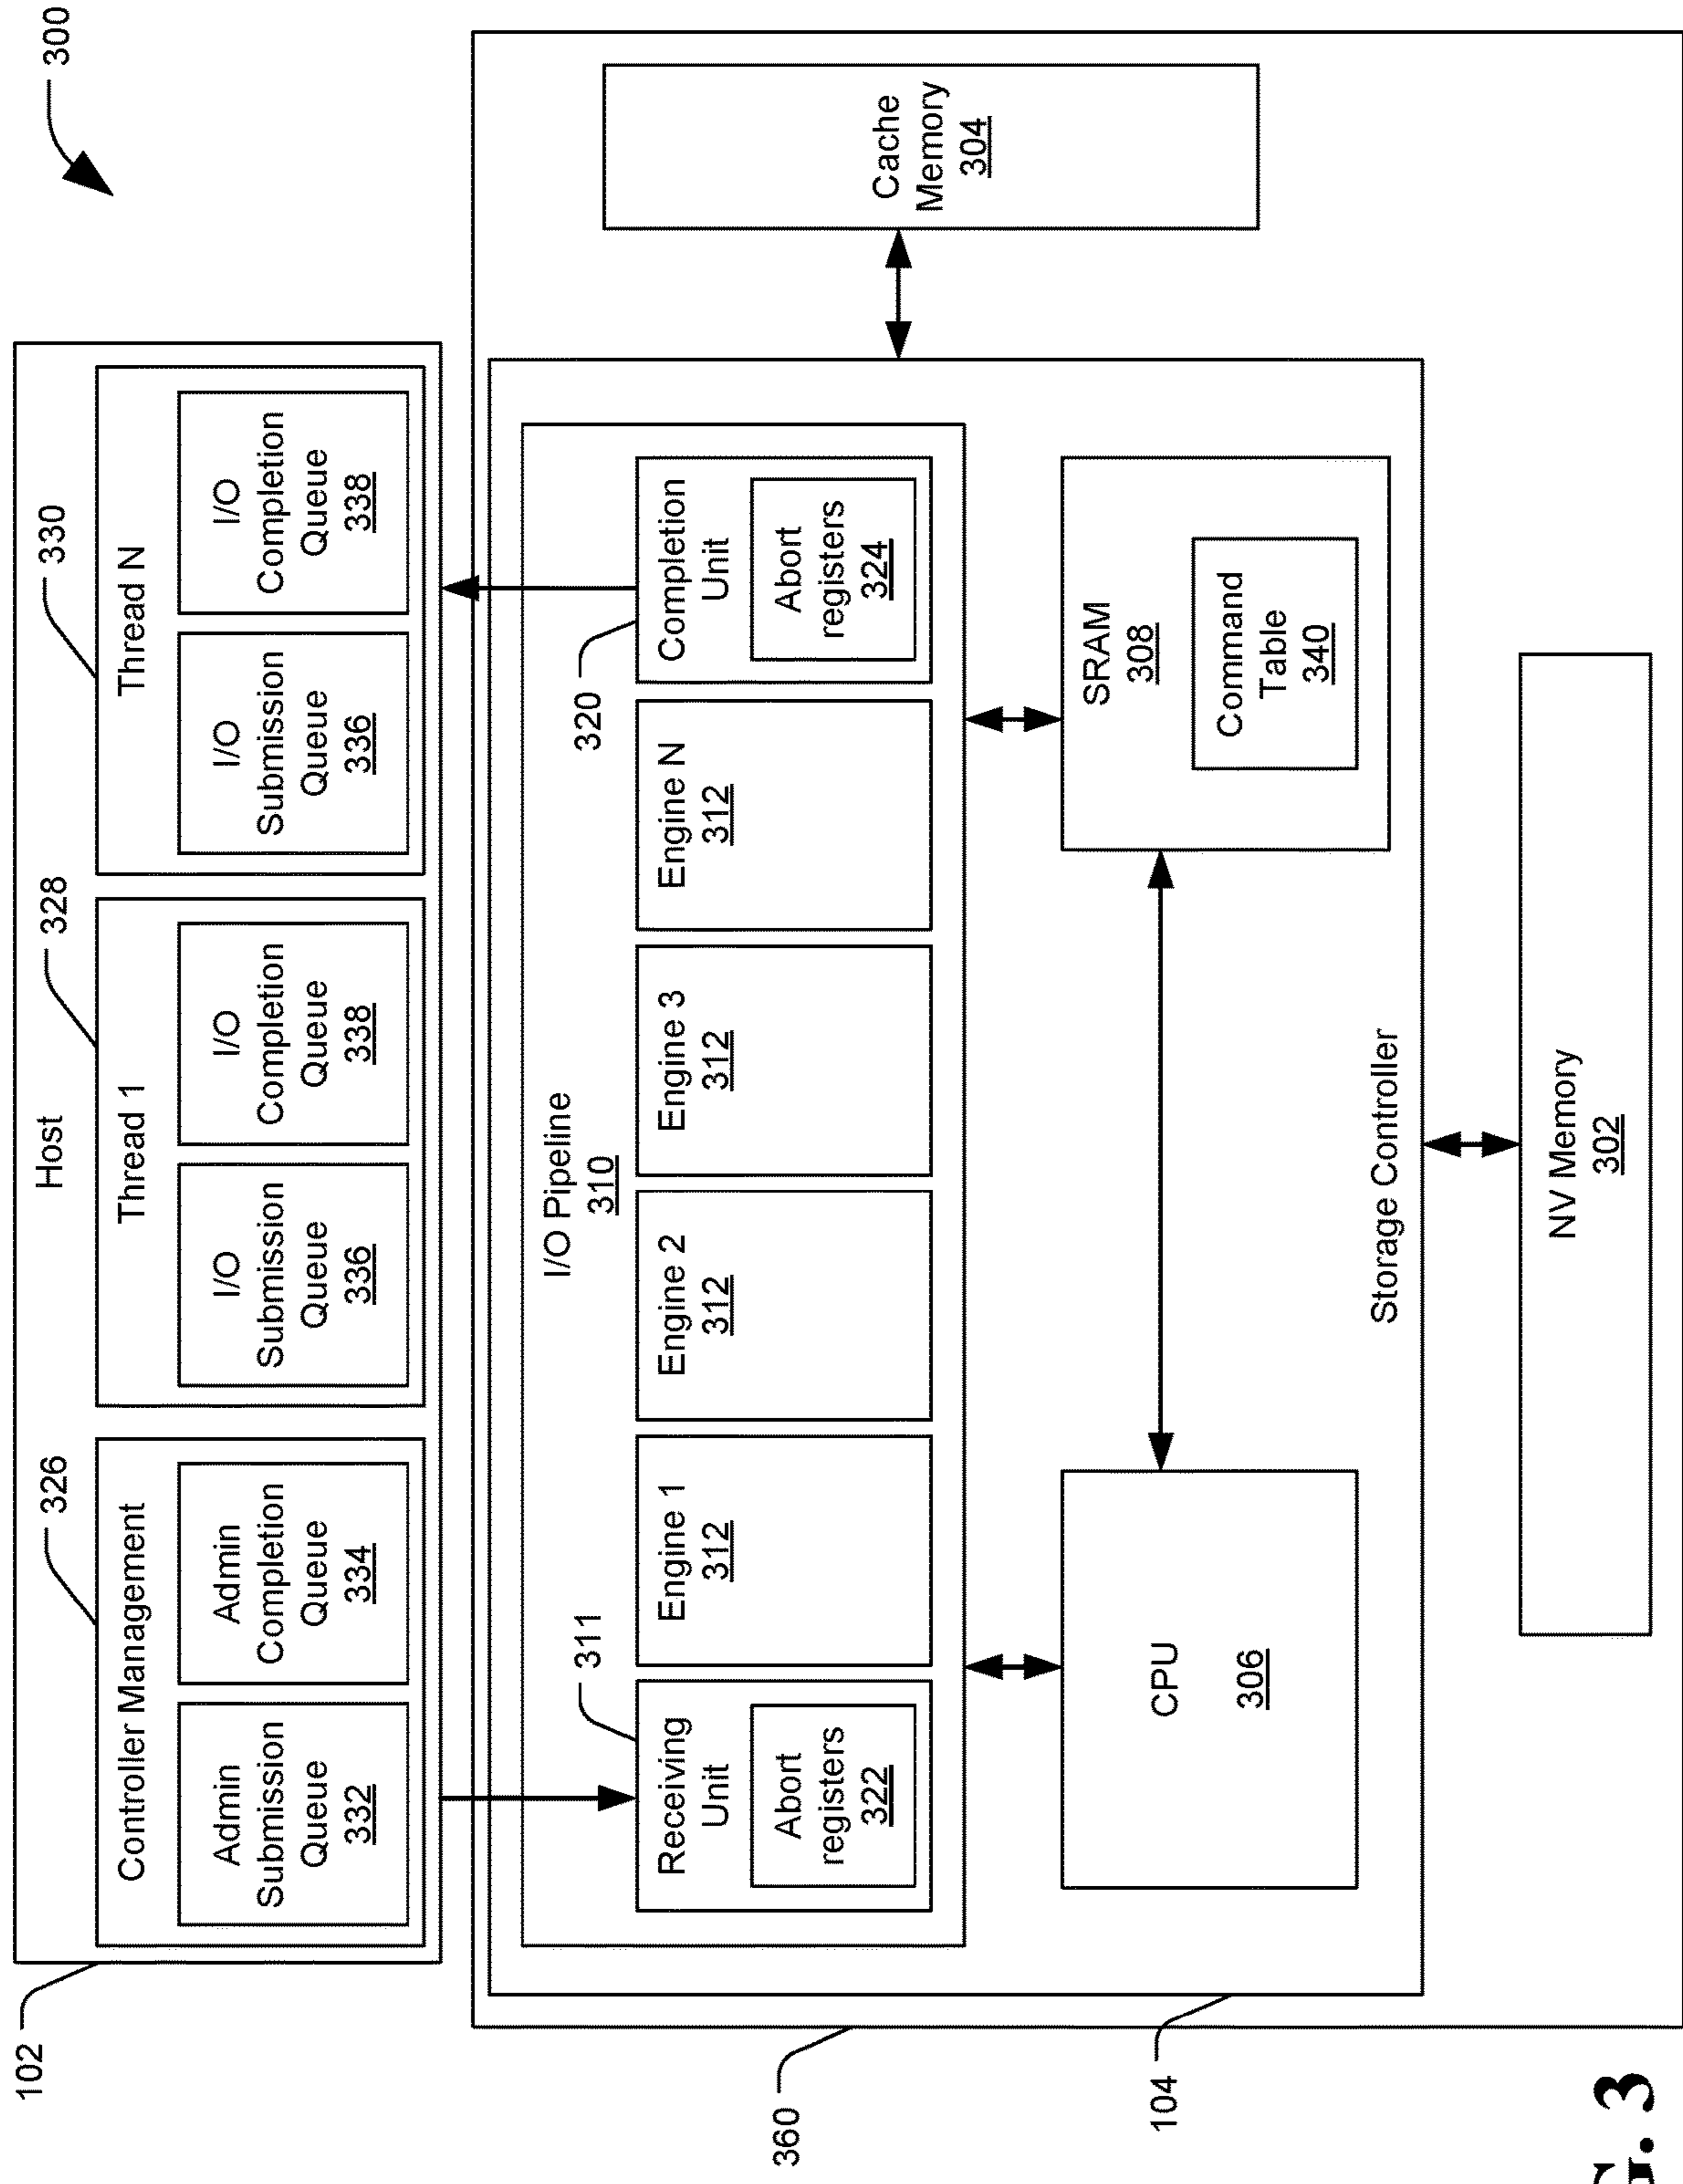 300
102
Host
326
Controller Management
Admin
Submission
Queue
332
Admin
Completion
Queue
334
328
Thread 1
I/O
Submission
Queue
336
I/O
Completion
Queue
338
330
Thread N
I/O
Submission
Queue
336
I/O
Completion
Queue
338
360
104
I/O Pipeline
310
311
Receiving
Unit
Abort
registers
322
Engine 1
312
Engine 2
312
Engine 3
312
Engine N
312
320
Completion
Unit
Abort
registers
324
CPU
306
SRAM
308
Command
Table
340
Storage Controller
Cache
Memory
304
NV Memory
302
G. 3